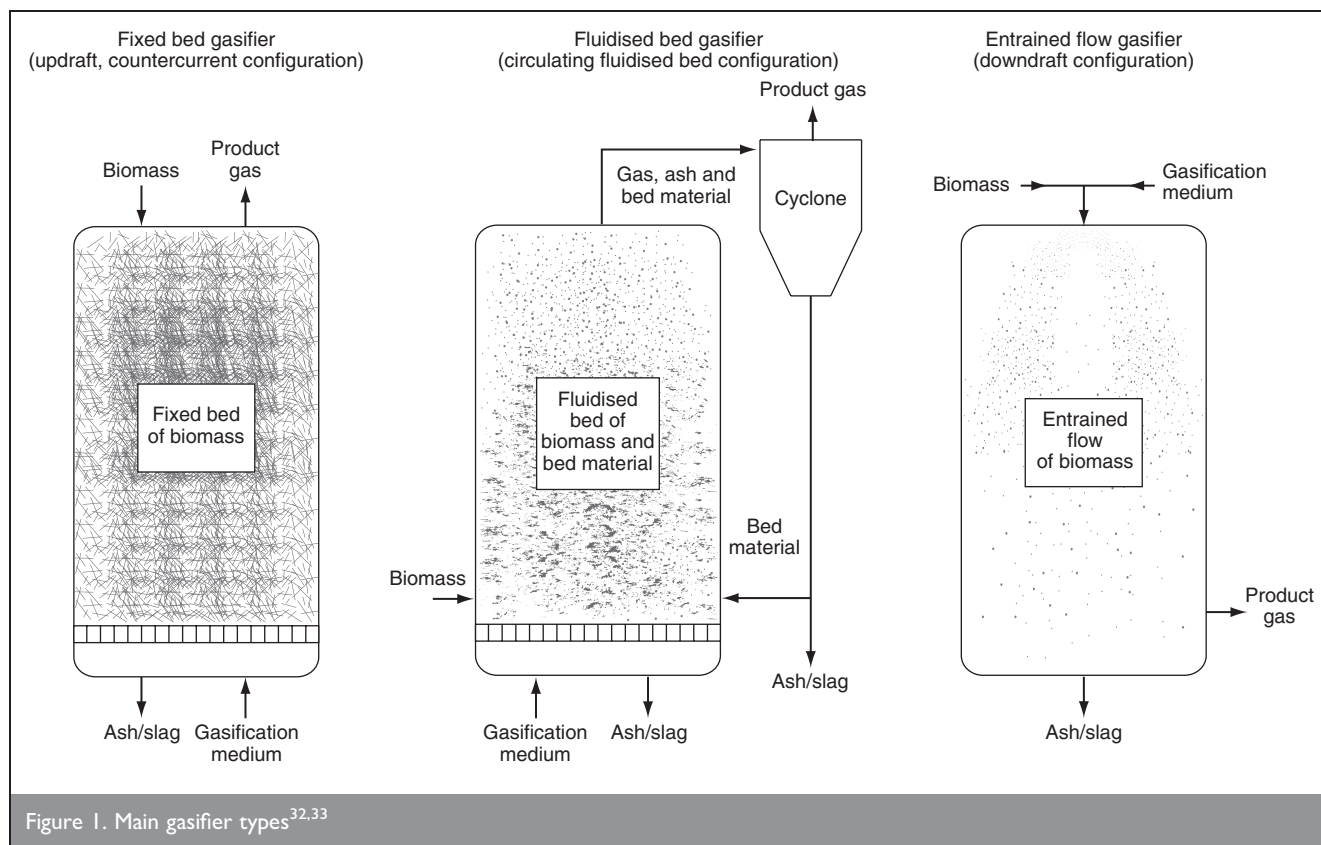 Fixed bed gasifier
(updraft, countercurrent configuration)
Biomass
Product
gas
Fixed bed
of biomass
Ash/slag
Gasification
medium
Fluidised bed gasifier
(circulating fluidised bed configuration)
Product gas
Gas, ash and
bed material
Cyclone
Fluidised
bed of
biomass and
bed material
Bed
material
Biomass
Gasification
medium
Ash/slag
Ash/slag
Entrained flow gasifier
(downdraft configuration)
Biomass
Gasification
medium
Entrained
flow
of biomass
Product
gas
Ash/slag
Figure 1. Main gasifier types32,33